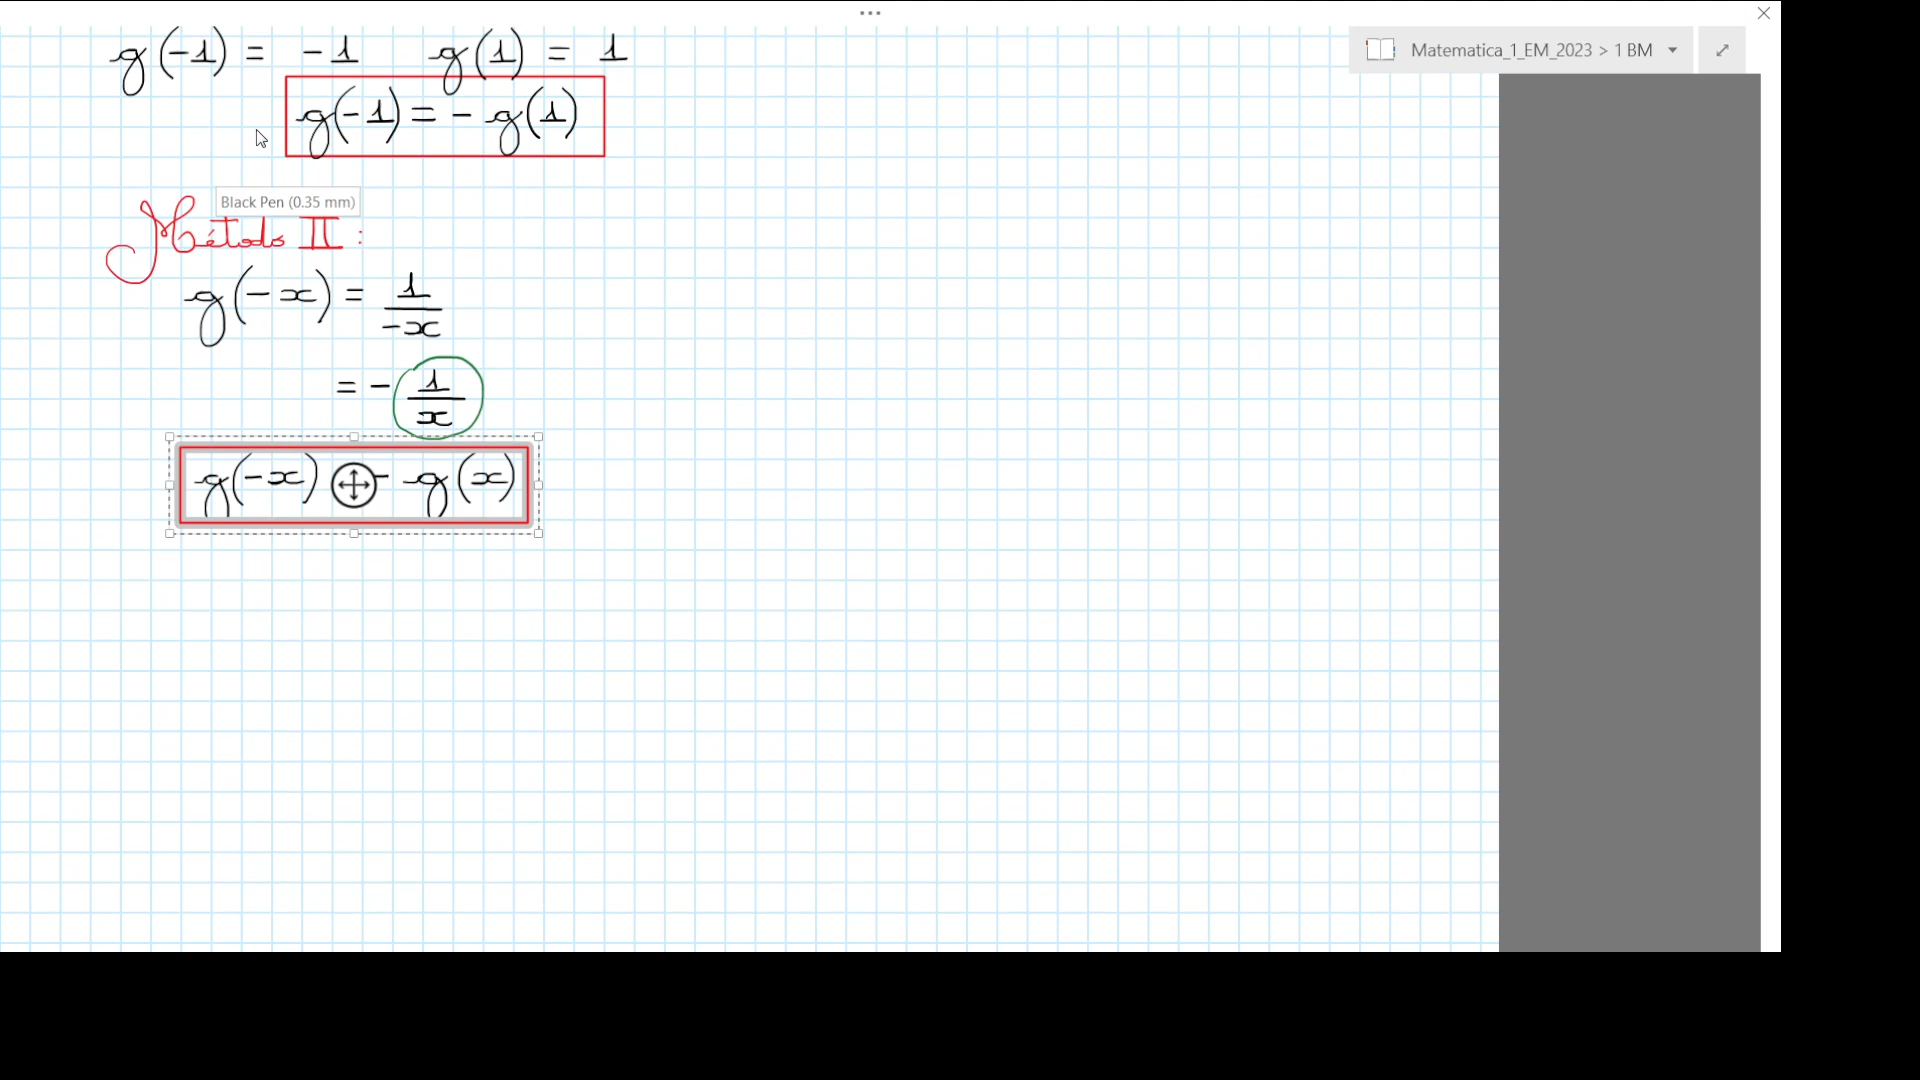 Matematica_1_EM_2023 > 1 BM
g(-1) = -1 g(1) = 1
g(-1) = - g(1)
Black Pen (0.35 mm)
Método II:
g(-x) = 1/-x
= - 1/x
g(-x) - g(x)